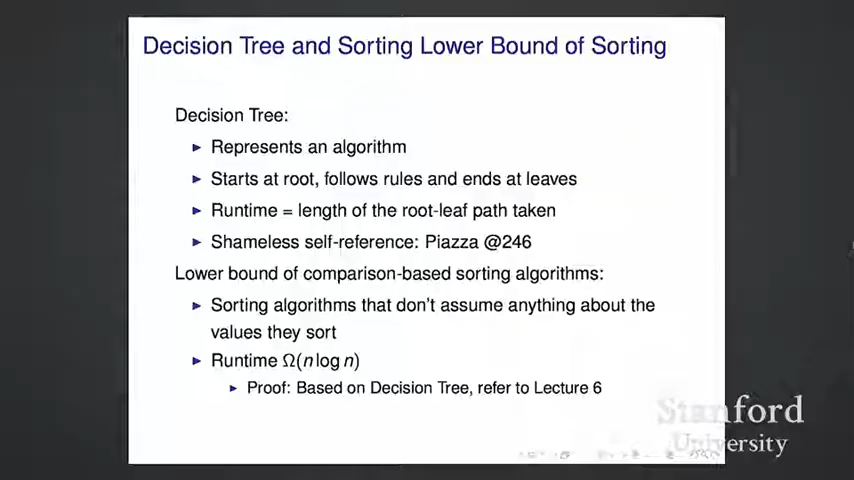 Decision Tree and Sorting Lower Bound of Sorting
Decision Tree:
Represents an algorithm
Starts at root, follows rules and ends at leaves
Runtime = length of the root-leaf path taken
Shameless self-reference: Piazza @246
Lower bound of comparison-based sorting algorithms:
Sorting algorithms that don't assume anything about the
values they sort
Runtime Ω(n log n)
Proof: Based on Decision Tree, refer to Lecture 6
Stanford
University